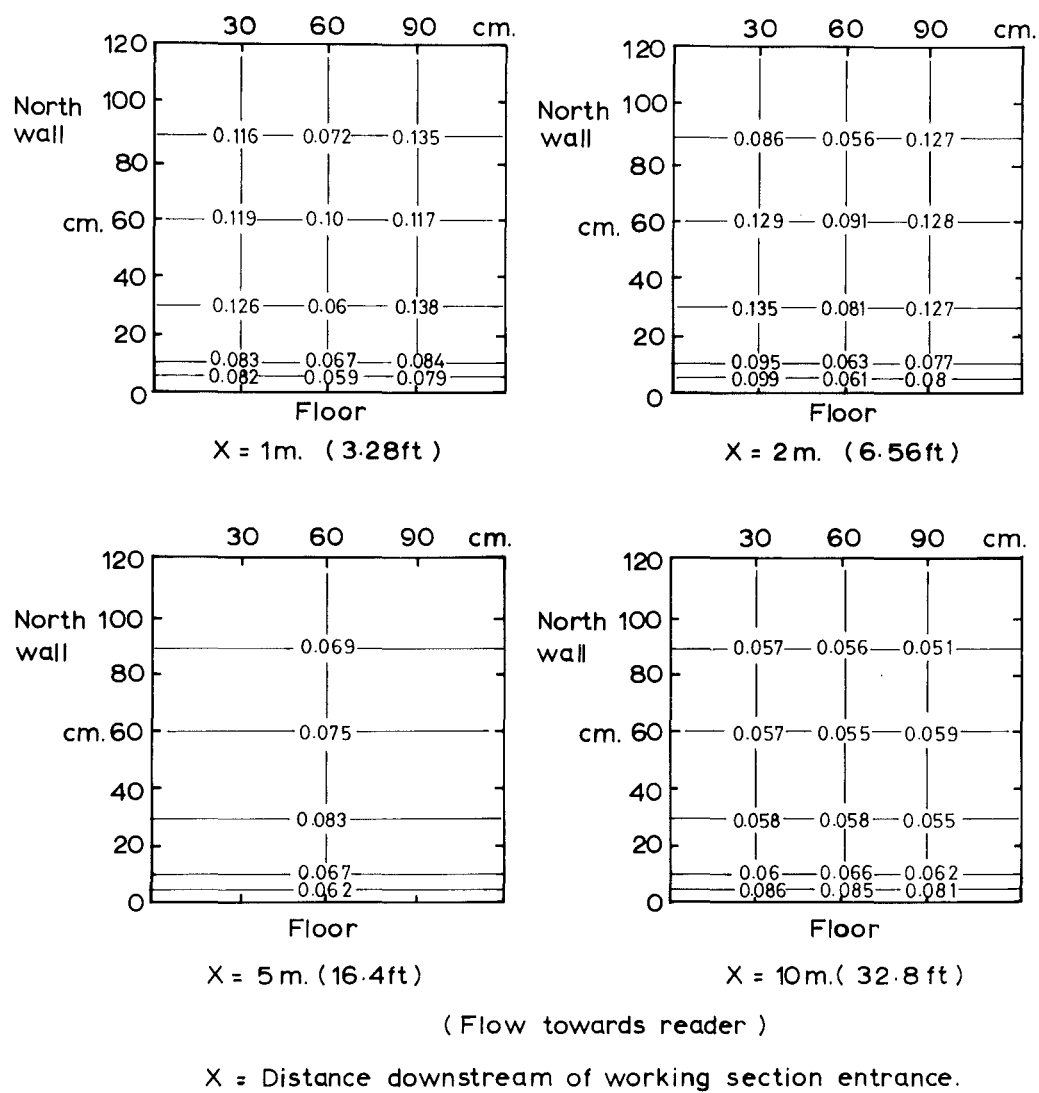 30 60 90 cm.
120
North 100
wall
0.116 0.072 0.135
80
cm. 60 0.119 0.10 0.117
40
0.126 0.06 0.138
20
0.083 0.067 0.084
0.082 0.059 0.079
0
Floor
X = 1m. (3.28ft)
30 60 90 cm.
120
North 100
wall
0.086 0.056 0.127
80
cm. 60 0.129 0.091 0.128
40
0.135 0.081 0.127
20
0.095 0.063 0.077
0.099 0.061 0.08
0
Floor
X = 2m. (6.56ft)
30 60 90 cm.
120
North 100
wall
0.069
80
cm. 60 0.075
40
0.083
20
0.067
0.062
0
Floor
X = 5m. (16.4ft)
30 60 90 cm.
120
North 100
wall
0.057 0.056 0.051
80
cm. 60 0.057 0.055 0.059
40
0.058 0.058 0.055
20
0.06 0.066 0.062
0.086 0.085 0.081
0
Floor
X = 10m. (32.8ft)
(Flow towards reader)
X = Distance downstream of working section entrance.